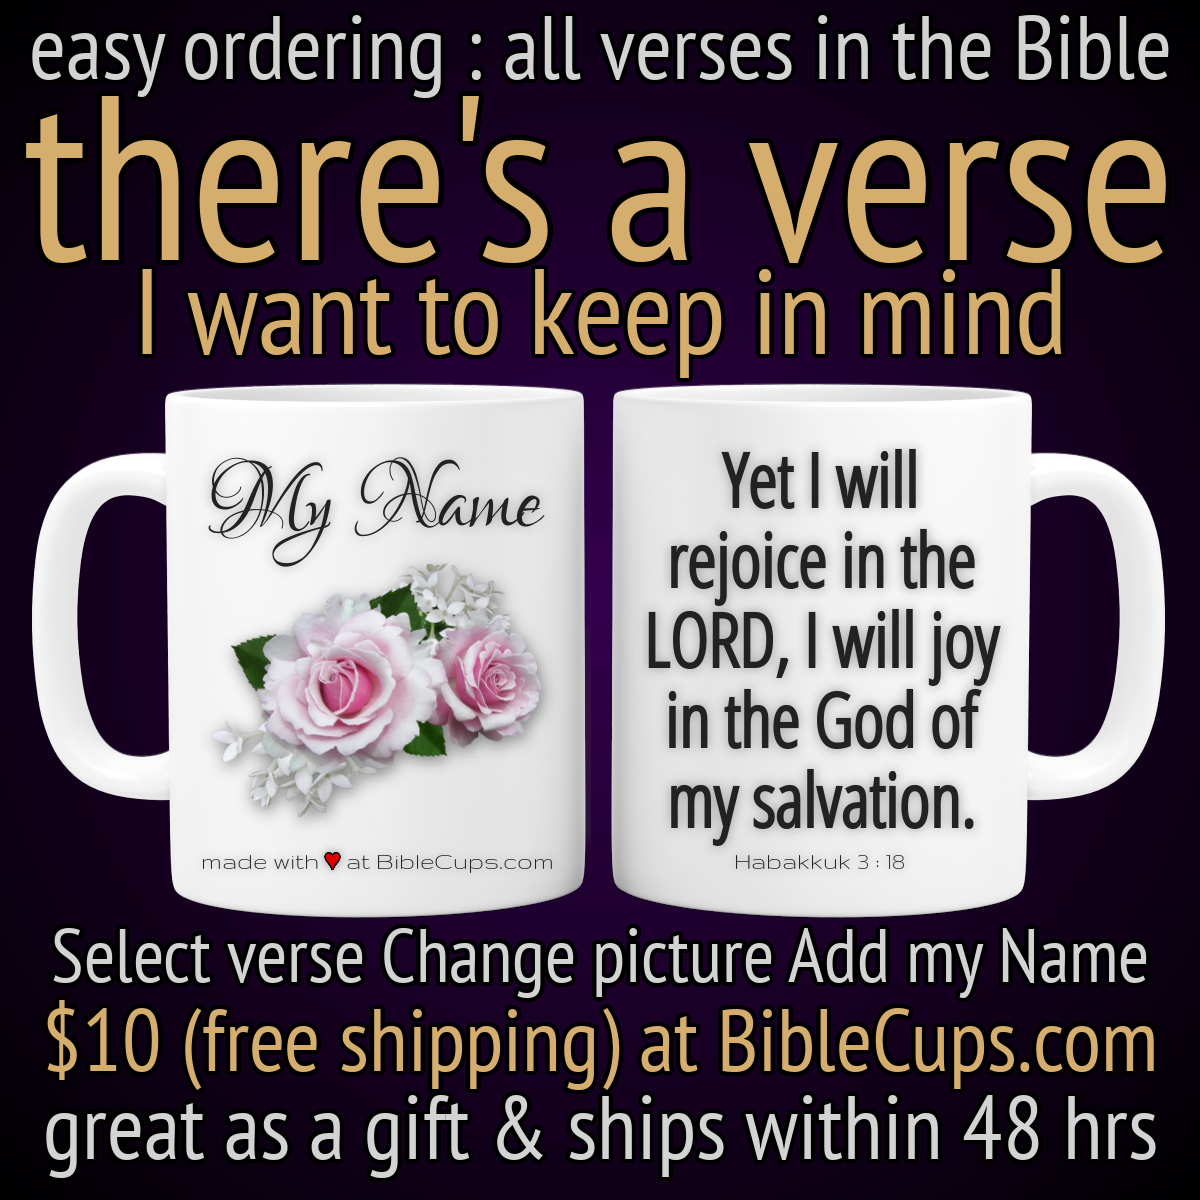 easy ordering : all verses in the Bible
there's a verse
I want to keep in mind
My Name
made with ♥ at BibleCups.com
Yet I will
rejoice in the
LORD, I will joy
in the God of
my salvation.
Habakkuk 3 : 18
Select verse Change picture Add my Name
$10 (free shipping) at BibleCups.com
great as a gift & ships within 48 hrs